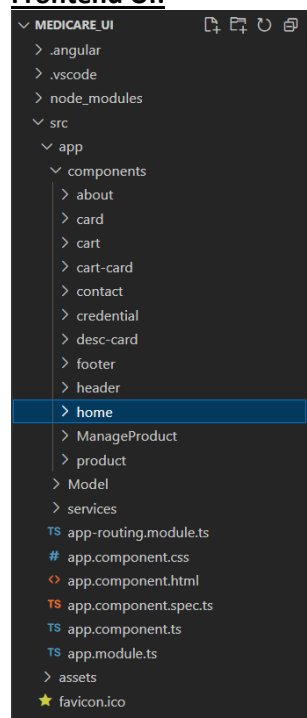 Frontend UI:
MEDICARE_UI
.angular
.vscode
node_modules
src
app
components
about
card
cart
cart-card
contact
credential
desc-card
footer
header
home
ManageProduct
product
Model
services
TS app-routing.module.ts
# app.component.css
<> app.component.html
TS app.component.spec.ts
TS app.component.ts
TS app.module.ts
assets
favicon.ico